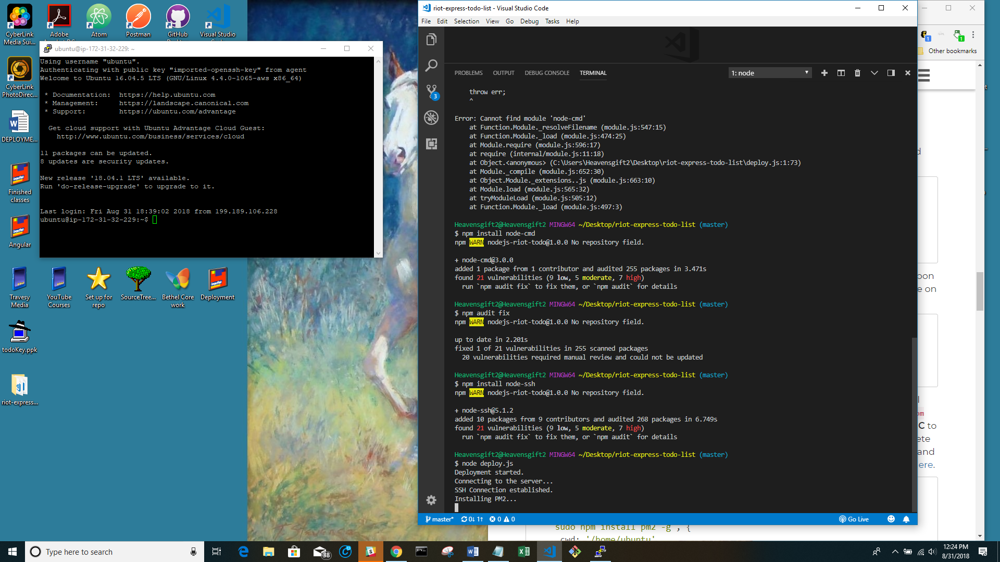 CyberLink
Media Sui...
Adobe
Atom
Postman
GitHub
Visual Studio
CyberLink
PhotoDirec...
DEPLOYME...
Finished
classes
Angular
Travesy
Media
YouTube
Courses
Set up for
repo
SourceTree...
Bethel Core
work
Deployment
todoKey.ppk
riot-express...
ubuntu@ip-172-31-32-229: ~
Using username "ubuntu".
Authenticating with public key "imported-openssh-key" from agent
Welcome to Ubuntu 16.04.5 LTS (GNU/Linux 4.4.0-1065-aws x86_64)
* Documentation: https://help.ubuntu.com
* Management: https://landscape.canonical.com
* Support: https://ubuntu.com/advantage
Get cloud support with Ubuntu Advantage Cloud Guest:
http://www.ubuntu.com/business/services/cloud
11 packages can be updated.
8 updates are security updates.
New release '18.04.1 LTS' available.
Run 'do-release-upgrade' to upgrade to it.
Last login: Fri Aug 31 18:39:02 2018 from 199.189.106.228
ubuntu@ip-172-31-32-229:~$
riot-express-todo-list - Visual Studio Code
File Edit Selection View Go Debug Tasks Help
PROBLEMS OUTPUT DEBUG CONSOLE TERMINAL
1: node
3
throw err;
^
Error: Cannot find module 'node-cmd'
at Function.Module._resolveFilename (module.js:547:15)
at Function.Module._load (module.js:474:25)
at Module.require (module.js:596:17)
at require (internal/module.js:11:18)
at Object.<anonymous> (C:\Users\Heavensgift2\Desktop\riot-express-todo-list\deploy.js:1:73)
at Module._compile (module.js:652:30)
at Object.Module._extensions..js (module.js:663:10)
at Module.load (module.js:565:32)
at tryModuleLoad (module.js:505:12)
at Function.Module._load (module.js:497:3)
Heavensgift2@Heavensgift2 MINGW64 ~/Desktop/riot-express-todo-list (master)
$ npm install node-cmd
npm WARN nodejs-riot-todo@1.0.0 No repository field.
+ node-cmd@3.0.0
added 1 package from 1 contributor and audited 255 packages in 3.471s
found 21 vulnerabilities (9 low, 5 moderate, 7 high)
run `npm audit fix` to fix them, or `npm audit` for details
Heavensgift2@Heavensgift2 MINGW64 ~/Desktop/riot-express-todo-list (master)
$ npm audit fix
npm WARN nodejs-riot-todo@1.0.0 No repository field.
up to date in 2.201s
fixed 1 of 21 vulnerabilities in 255 scanned packages
20 vulnerabilities required manual review and could not be updated
Heavensgift2@Heavensgift2 MINGW64 ~/Desktop/riot-express-todo-list (master)
$ npm install node-ssh
npm WARN nodejs-riot-todo@1.0.0 No repository field.
+ node-ssh@5.1.2
added 10 packages from 9 contributors and audited 268 packages in 6.749s
found 21 vulnerabilities (9 low, 5 moderate, 7 high)
run `npm audit fix` to fix them, or `npm audit` for details
Heavensgift2@Heavensgift2 MINGW64 ~/Desktop/riot-express-todo-list (master)
$ node deploy.js
Deployment started.
Connecting to the server...
SSH Connection established.
Installing PM2...
master* 0↓ 1↑ 0 0
Go Live
1 1
Other bookmarks
e on
C to
and
ere.
sudo npm install pm2 -g , {
cwd: '/home/ubuntu'
Type here to search
38
12:24 PM
8/31/2018